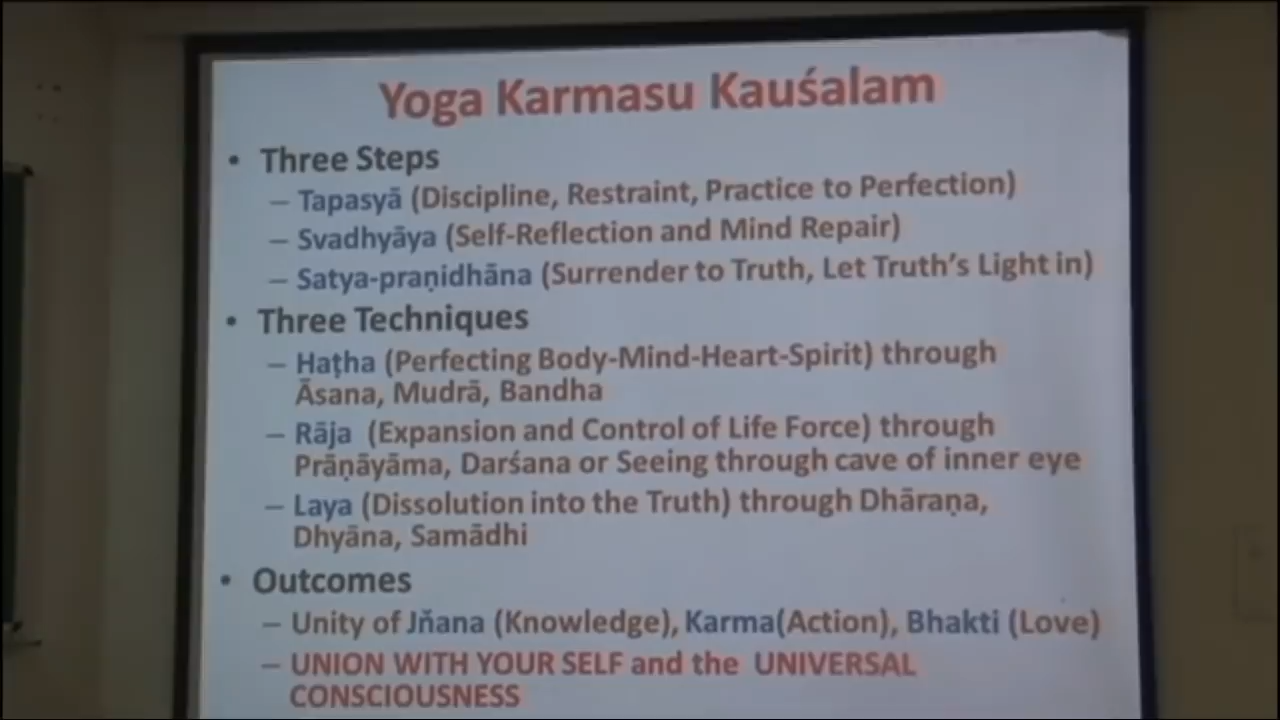 Yoga Karmasu Kauśalam
• Three Steps
– Tapasyā (Discipline, Restraint, Practice to Perfection)
– Svadhyāya (Self-Reflection and Mind Repair)
– Satya-praṇidhāna (Surrender to Truth, Let Truth's Light in)
• Three Techniques
– Haṭha (Perfecting Body-Mind-Heart-Spirit) through
Āsana, Mudrā, Bandha
– Rāja (Expansion and Control of Life Force) through
Prāṇāyāma, Darśana or Seeing through cave of inner eye
– Laya (Dissolution into the Truth) through Dhāraṇa,
Dhyāna, Samādhi
• Outcomes
– Unity of Jňana (Knowledge), Karma(Action), Bhakti (Love)
– UNION WITH YOUR SELF and the UNIVERSAL
CONSCIOUSNESS